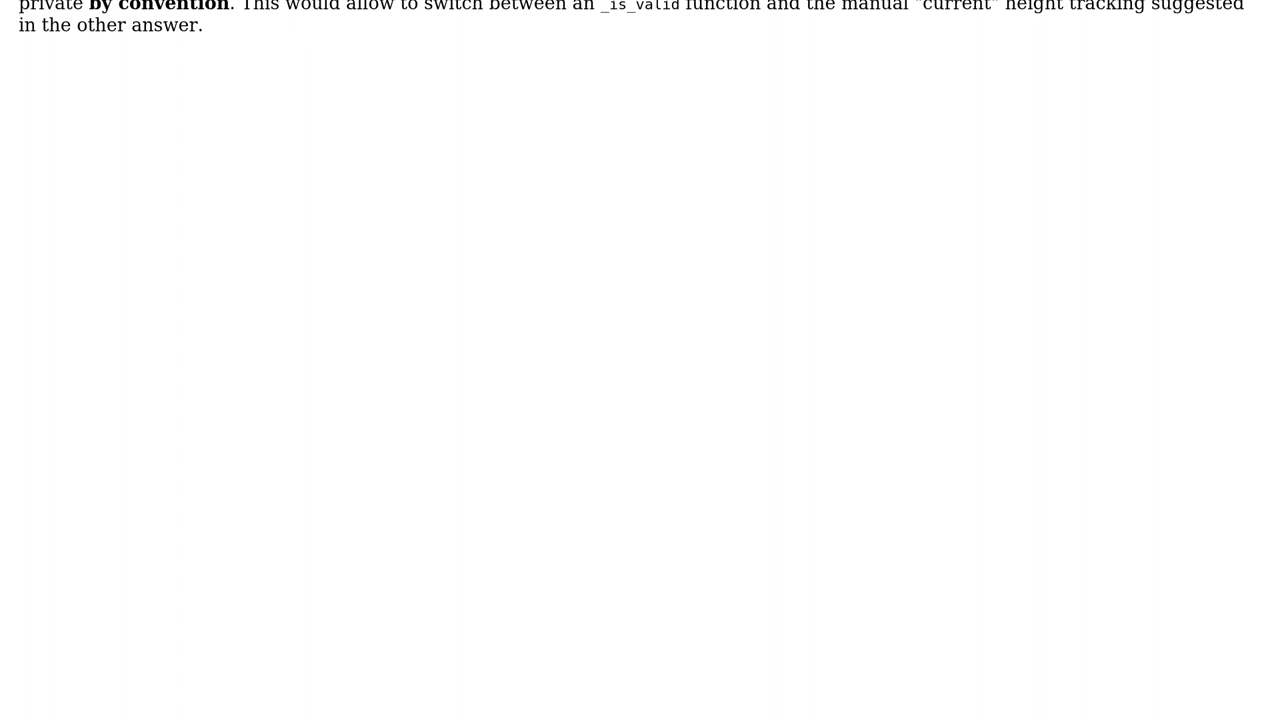 private by convention. This would allow to switch between an _is_valid function and the manual "current" height tracking suggested
in the other answer.